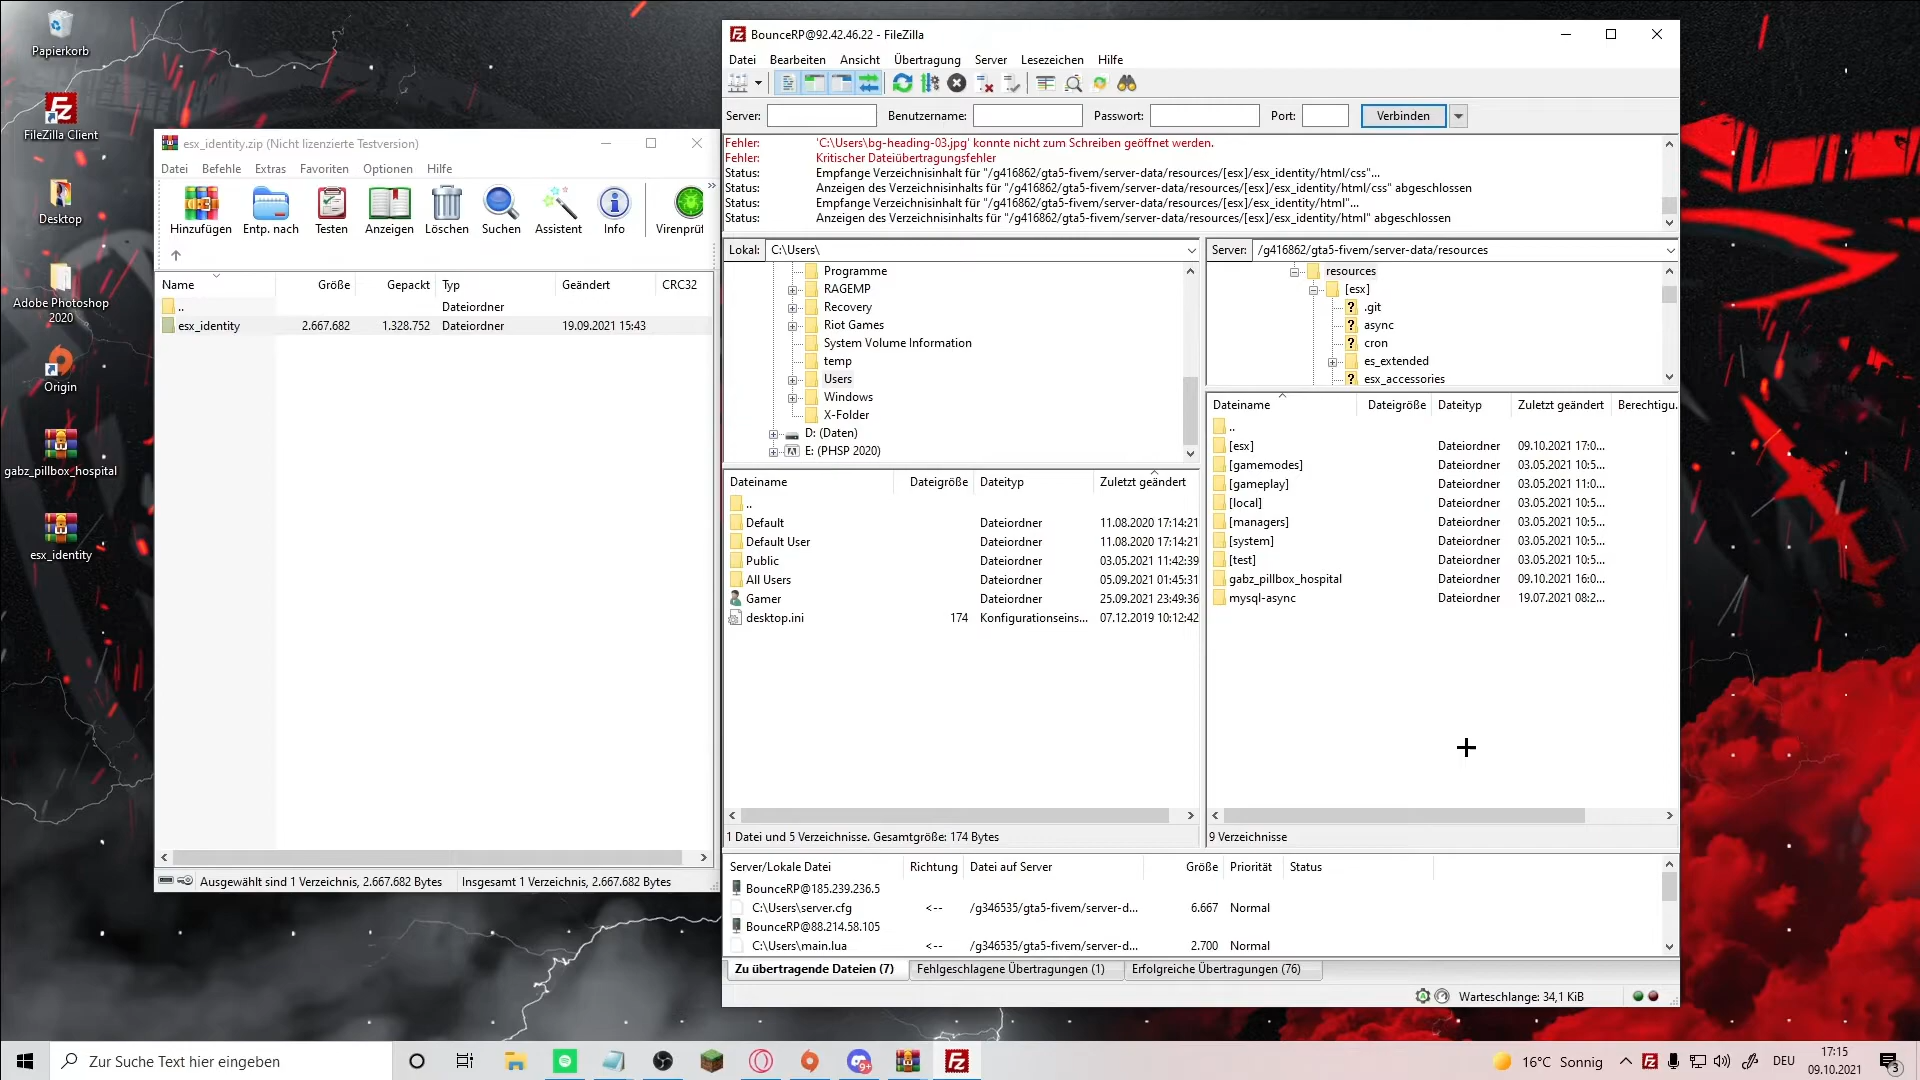 Papierkorb
FileZilla Client
Desktop
Adobe Photoshop
2020
Origin
gabz_pillbox_hospital
esx_identity
esx_identity.zip (Nicht lizenzierte Testversion)
Datei Befehle Extras Favoriten Optionen Hilfe
Hinzufügen Entp. nach Testen Anzeigen Löschen Suchen Assistent Info Virenprüf
Name Größe Gepackt Typ Geändert CRC32
.. Dateiordner
esx_identity 2.667.682 1.328.752 Dateiordner 19.09.2021 15:43
Ausgewählt sind 1 Verzeichnis, 2.667.682 Bytes Insgesamt 1 Verzeichnis, 2.667.682 Bytes
BounceRP@92.42.46.22 - FileZilla
Datei Bearbeiten Ansicht Übertragung Server Lesezeichen Hilfe
Server: Benutzername: Passwort: Port: Verbinden
Fehler: 'C:\Users\bg-heading-03.jpg' konnte nicht zum Schreiben geöffnet werden.
Fehler: Kritischer Dateiübertragungsfehler
Status: Empfange Verzeichnisinhalt für "/g416862/gta5-fivem/server-data/resources/[esx]/esx_identity/html/css"...
Status: Anzeigen des Verzeichnisinhalts für "/g416862/gta5-fivem/server-data/resources/[esx]/esx_identity/html/css" abgeschlossen
Status: Empfange Verzeichnisinhalt für "/g416862/gta5-fivem/server-data/resources/[esx]/esx_identity/html"...
Status: Anzeigen des Verzeichnisinhalts für "/g416862/gta5-fivem/server-data/resources/[esx]/esx_identity/html" abgeschlossen
Lokal: C:\Users\
Programme
RAGEMP
Recovery
Riot Games
System Volume Information
temp
Users
Windows
X-Folder
D: (Daten)
E: (PHSP 2020)
Dateiname Dateigröße Dateityp Zuletzt geändert
..
Default Dateiordner 11.08.2020 17:14:21
Default User Dateiordner 11.08.2020 17:14:21
Public Dateiordner 03.05.2021 11:42:39
All Users Dateiordner 05.09.2021 01:45:31
Gamer Dateiordner 25.09.2021 23:49:36
desktop.ini 174 Konfigurationseins... 07.12.2019 10:12:42
1 Datei und 5 Verzeichnisse. Gesamtgröße: 174 Bytes
Server: /g416862/gta5-fivem/server-data/resources
resources
[esx]
.git
async
cron
es_extended
esx_accessories
Dateiname Dateigröße Dateityp Zuletzt geändert Berechtigu.
..
[esx] Dateiordner 09.10.2021 17:0...
[gamemodes] Dateiordner 03.05.2021 10:5...
[gameplay] Dateiordner 03.05.2021 11:0...
[local] Dateiordner 03.05.2021 10:5...
[managers] Dateiordner 03.05.2021 10:5...
[system] Dateiordner 03.05.2021 10:5...
[test] Dateiordner 03.05.2021 10:5...
gabz_pillbox_hospital Dateiordner 09.10.2021 16:0...
mysql-async Dateiordner 19.07.2021 08:2...
9 Verzeichnisse
Server/Lokale Datei Richtung Datei auf Server Größe Priorität Status
BounceRP@185.239.236.5
C:\Users\server.cfg <-- /g346535/gta5-fivem/server-d... 6.667 Normal
BounceRP@88.214.58.105
C:\Users\main.lua <-- /g346535/gta5-fivem/server-d... 2.700 Normal
Zu übertragende Dateien (7) Fehlgeschlagene Übertragungen (1) Erfolgreiche Übertragungen (76)
Warteschlange: 34,1 KiB
Zur Suche Text hier eingeben
9+
16°C Sonnig
DEU
17:15
09.10.2021
3